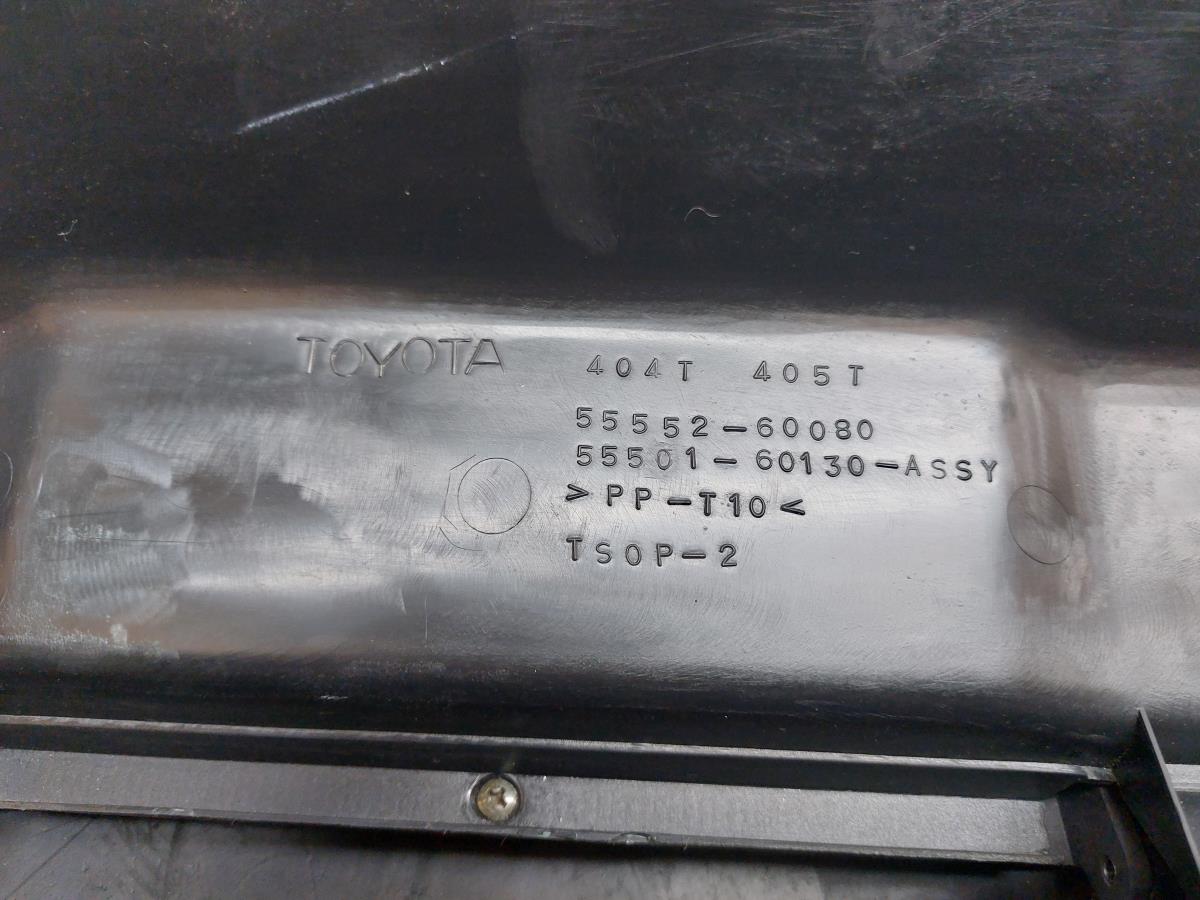 TOYOTA 404T 405T
55552-60080
55501-60130-ASSY
>PP-T10<
TSOP-2